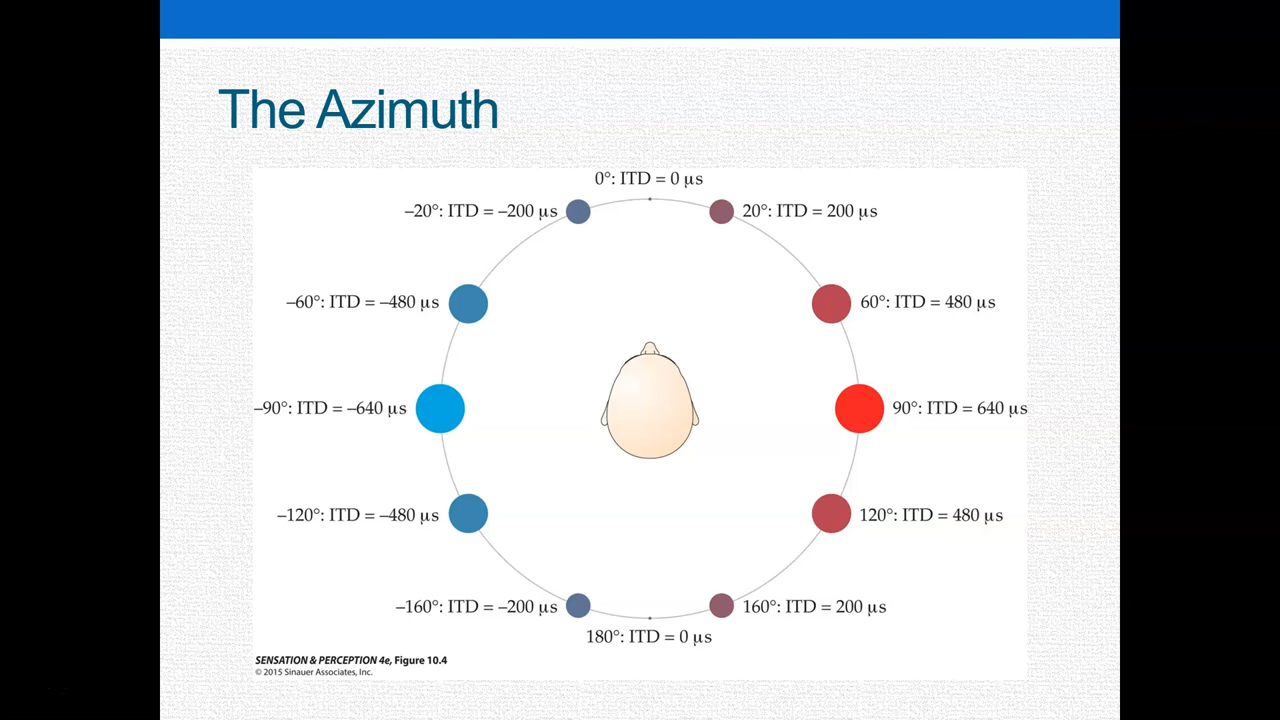 The Azimuth
0°: ITD = 0 μs
–20°: ITD = –200 μs
20°: ITD = 200 μs
–60°: ITD = –480 μs
60°: ITD = 480 μs
–90°: ITD = –640 μs
90°: ITD = 640 μs
–120°: ITD = –480 μs
120°: ITD = 480 μs
–160°: ITD = –200 μs
160°: ITD = 200 μs
180°: ITD = 0 μs
SENSATION & PERCEPTION 4e, Figure 10.4
© 2015 Sinauer Associates, Inc.